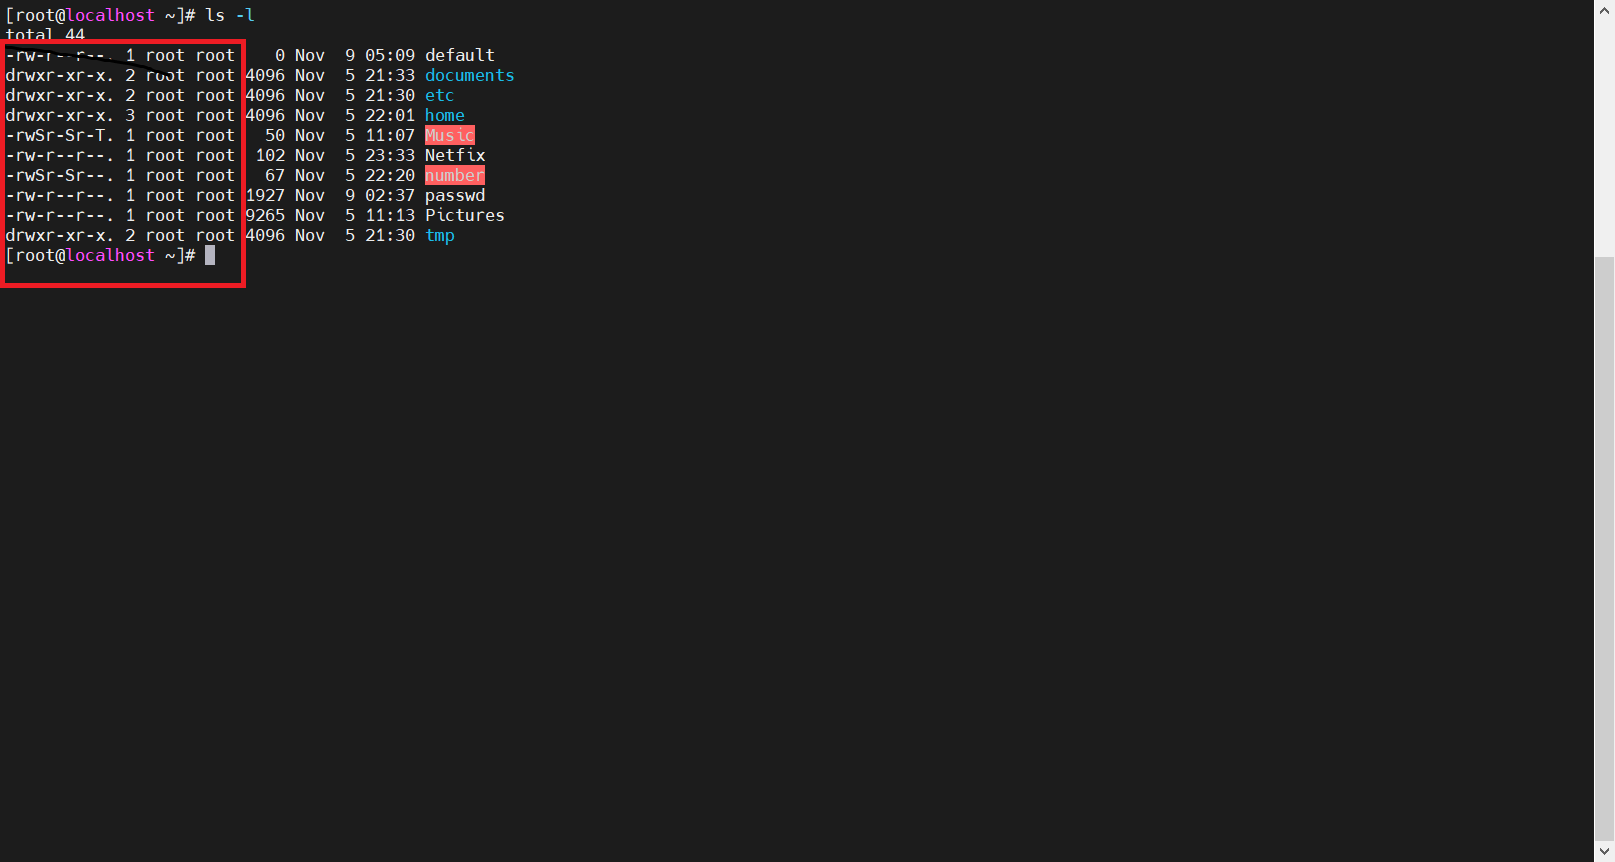 [root@localhost ~]# ls -l
total 44
-rw-r--r--. 1 root root    0 Nov  9 05:09 default
drwxr-xr-x. 2 root root 4096 Nov  5 21:33 documents
drwxr-xr-x. 2 root root 4096 Nov  5 21:30 etc
drwxr-xr-x. 3 root root 4096 Nov  5 22:01 home
-rwSr-Sr-T. 1 root root   50 Nov  5 11:07 Music
-rw-r--r--. 1 root root  102 Nov  5 23:33 Netfix
-rwSr-Sr--. 1 root root   67 Nov  5 22:20 number
-rw-r--r--. 1 root root 1927 Nov  9 02:37 passwd
-rw-r--r--. 1 root root 9265 Nov  5 11:13 Pictures
drwxr-xr-x. 2 root root 4096 Nov  5 21:30 tmp
[root@localhost ~]#